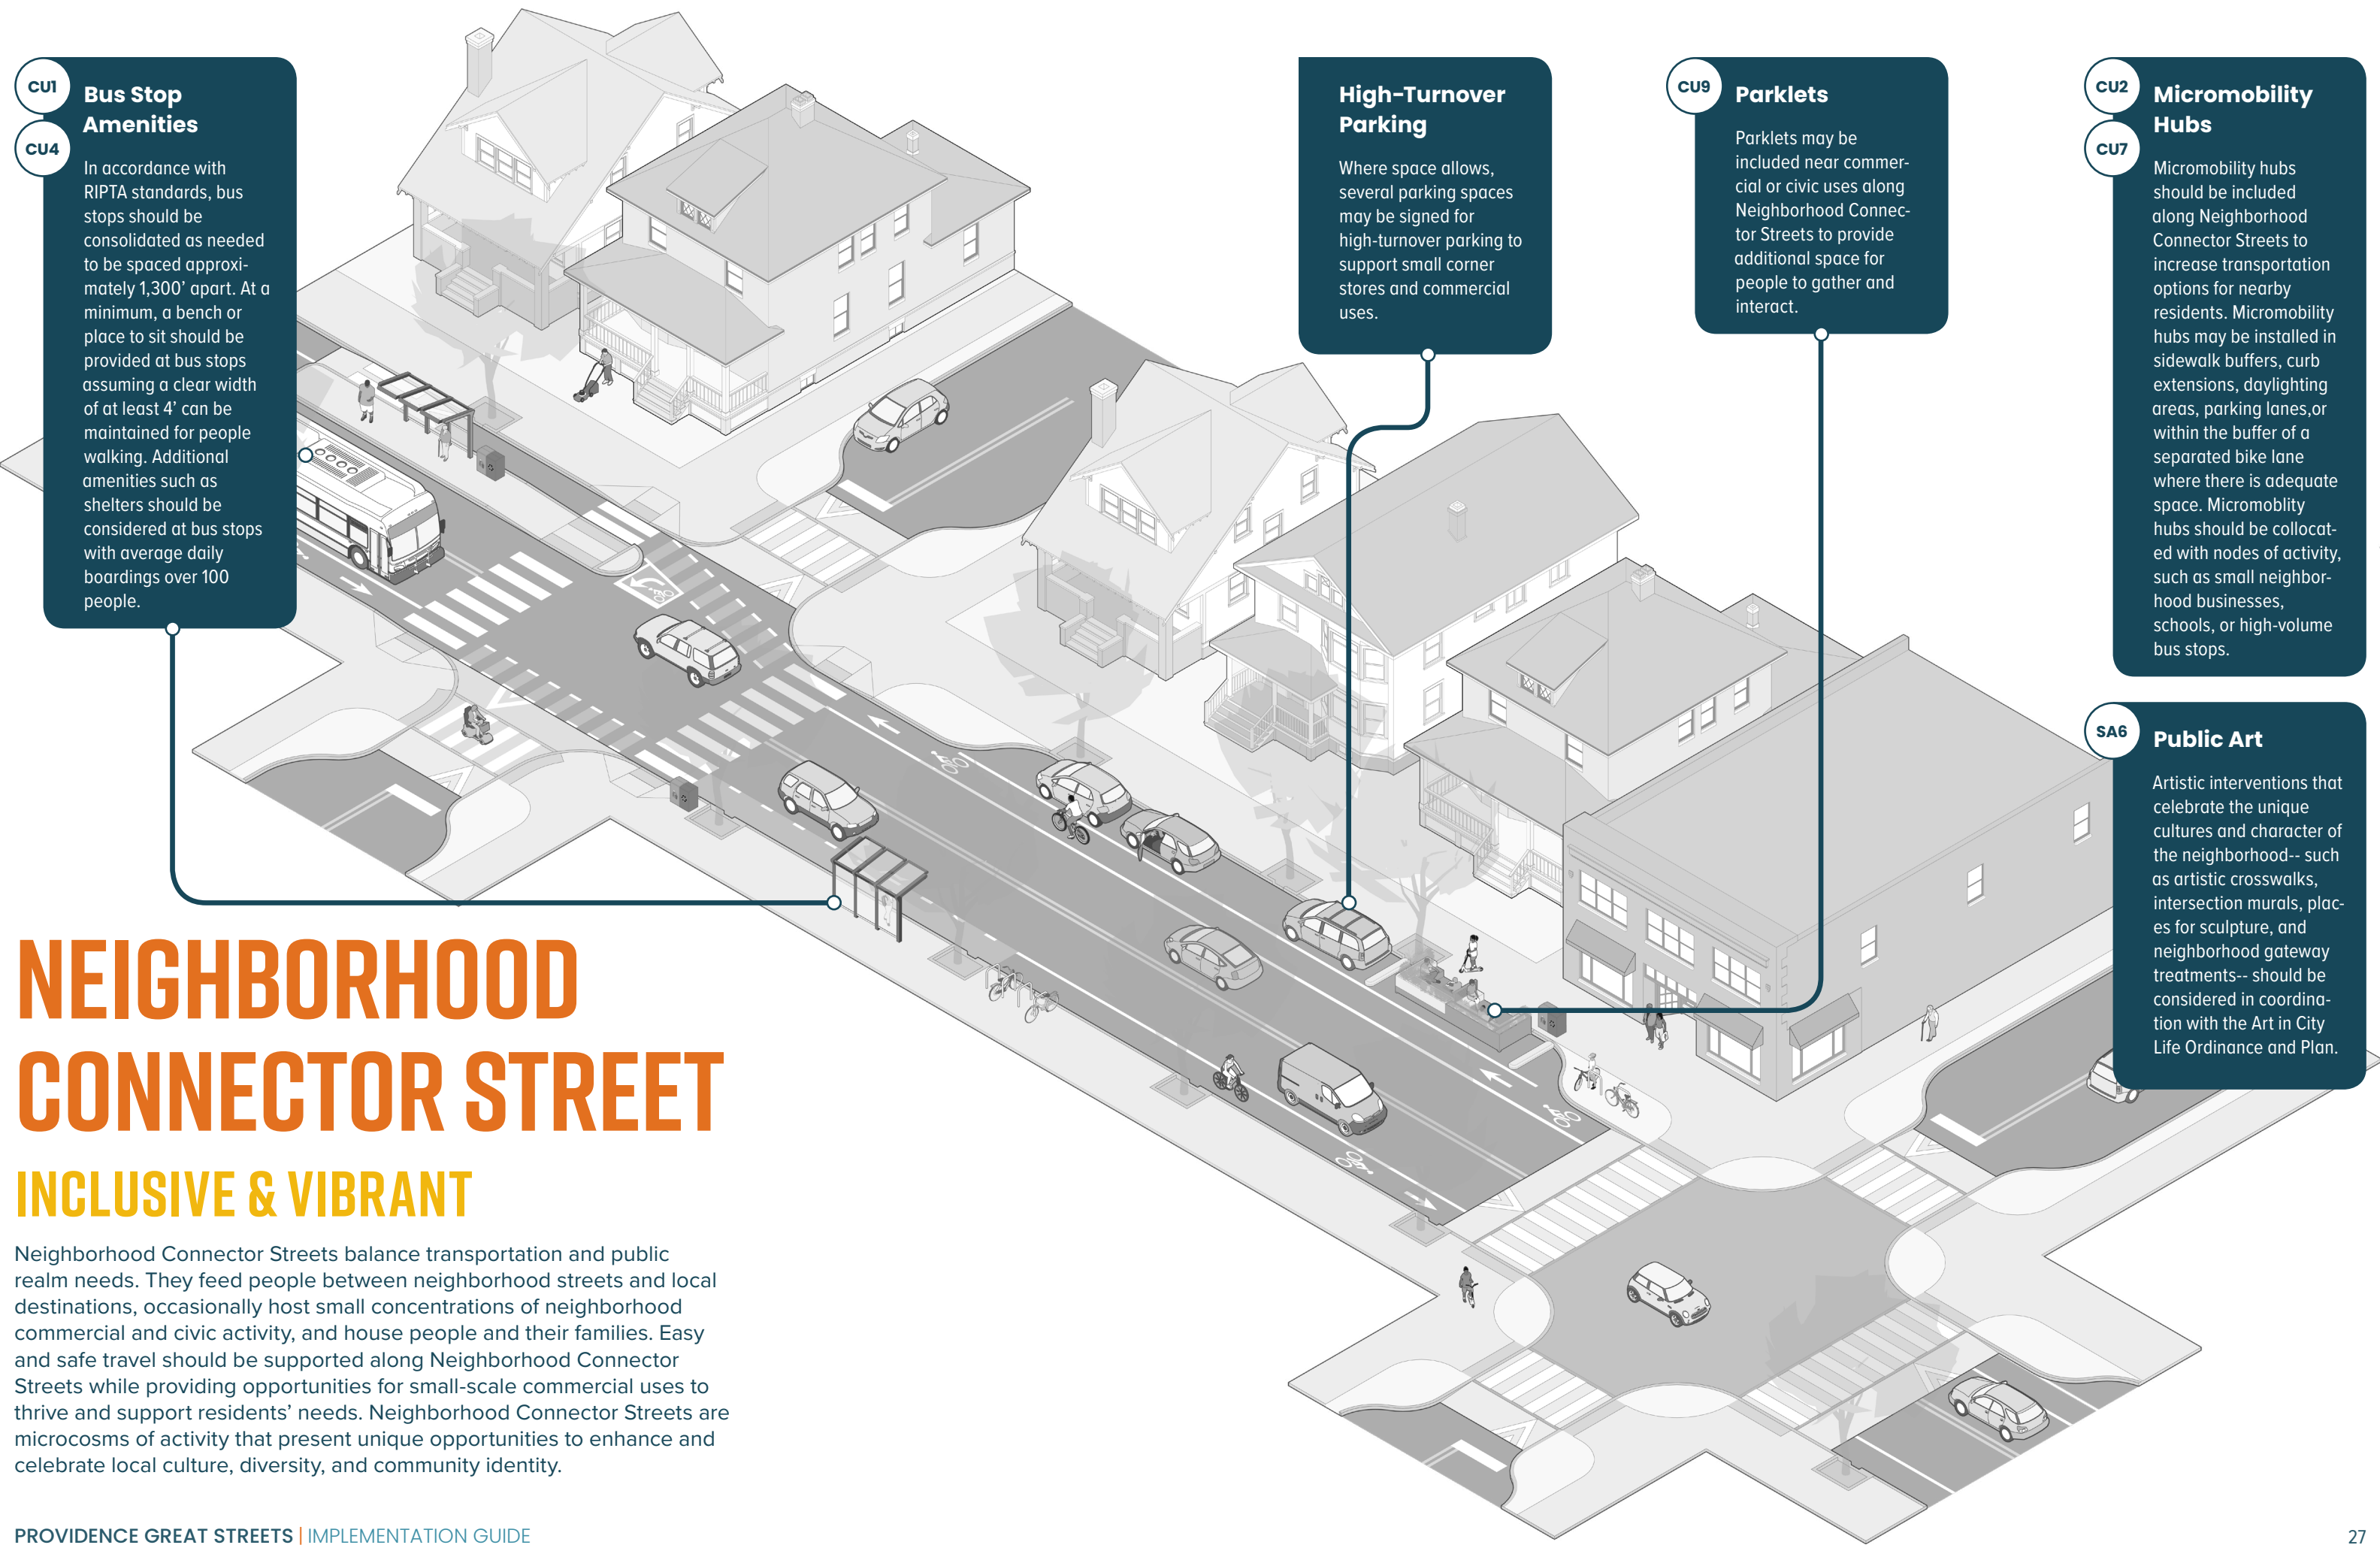 CU1
CU4
Bus Stop
Amenities
In accordance with
RIPTA standards, bus
stops should be
consolidated as needed
to be spaced approxi-
mately 1,300’ apart. At a
minimum, a bench or
place to sit should be
provided at bus stops
assuming a clear width
of at least 4’ can be
maintained for people
walking. Additional
amenities such as
shelters should be
considered at bus stops
with average daily
boardings over 100
people.
High-Turnover
Parking
Where space allows,
several parking spaces
may be signed for
high-turnover parking to
support small corner
stores and commercial
uses.
CU9
Parklets
Parklets may be
included near commer-
cial or civic uses along
Neighborhood Connec-
tor Streets to provide
additional space for
people to gather and
interact.
CU2
CU7
Micromobility
Hubs
Micromobility hubs
should be included
along Neighborhood
Connector Streets to
increase transportation
options for nearby
residents. Micromobility
hubs may be installed in
sidewalk buffers, curb
extensions, daylighting
areas, parking lanes,or
within the buffer of a
separated bike lane
where there is adequate
space. Micromoblity
hubs should be collocat-
ed with nodes of activity,
such as small neighbor-
hood businesses,
schools, or high-volume
bus stops.
SA6
Public Art
Artistic interventions that
celebrate the unique
cultures and character of
the neighborhood-- such
as artistic crosswalks,
intersection murals, plac-
es for sculpture, and
neighborhood gateway
treatments-- should be
considered in coordina-
tion with the Art in City
Life Ordinance and Plan.
NEIGHBORHOOD
CONNECTOR STREET
INCLUSIVE & VIBRANT
Neighborhood Connector Streets balance transportation and public
realm needs. They feed people between neighborhood streets and local
destinations, occasionally host small concentrations of neighborhood
commercial and civic activity, and house people and their families. Easy
and safe travel should be supported along Neighborhood Connector
Streets while providing opportunities for small-scale commercial uses to
thrive and support residents’ needs. Neighborhood Connector Streets are
microcosms of activity that present unique opportunities to enhance and
celebrate local culture, diversity, and community identity.
PROVIDENCE GREAT STREETS | IMPLEMENTATION GUIDE
27